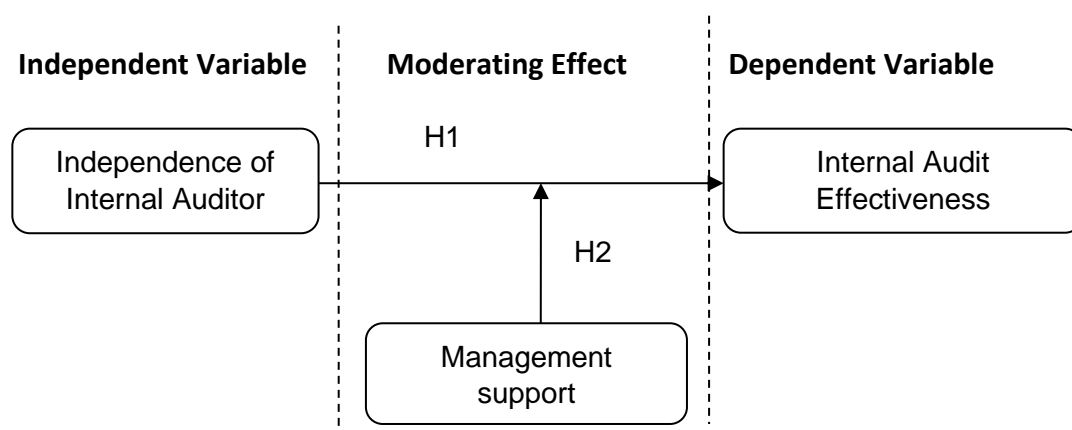 Independent Variable
Moderating Effect
Dependent Variable
H1
Independence of
Internal Auditor
Internal Audit
Effectiveness
H2
Management
support